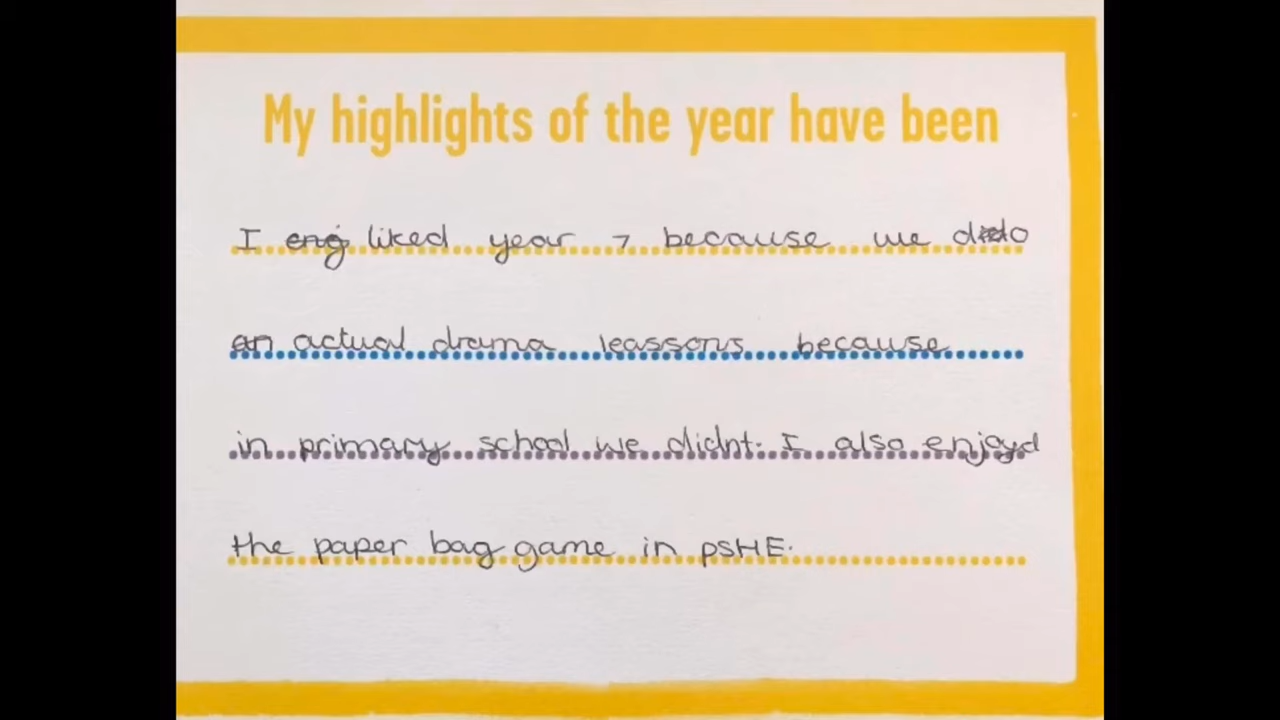 My highlights of the year have been
I eng liked year 7 because we do
an actual drama leassons because
in primary school we didnt. I also enjoyd
the paper bag game in pSHE.